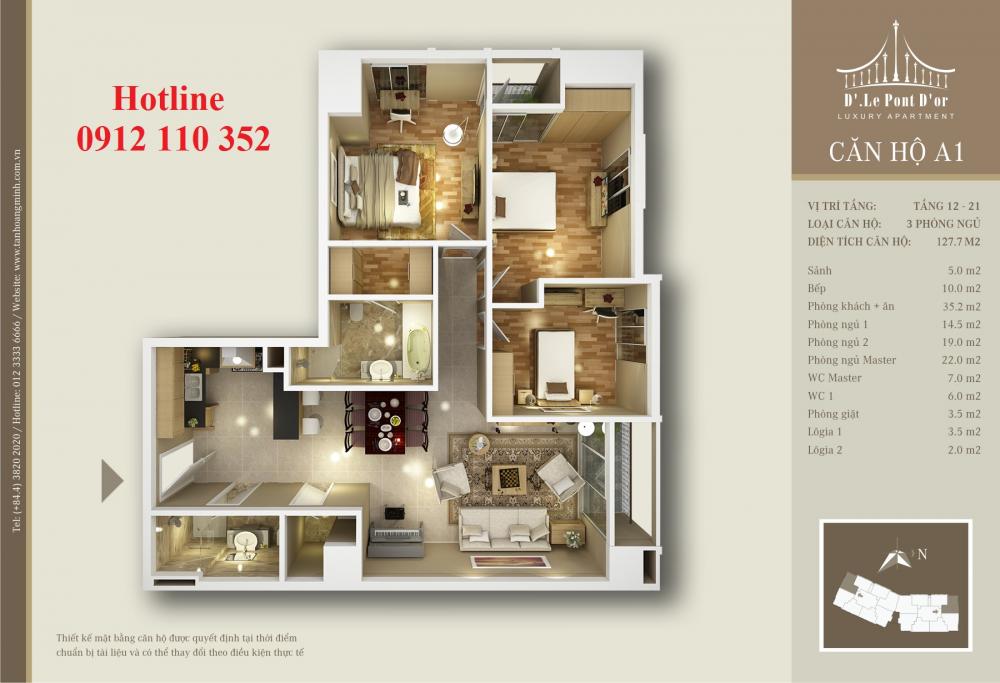 Hotline
0912 110 352
D'.Le Pont D'or
LUXURY APARTMENT
CĂN HỘ A1
VỊ TRÍ TẦNG: TẦNG 12 - 21
LOẠI CĂN HỘ: 3 PHÒNG NGỦ
DIỆN TÍCH CĂN HỘ: 127.7 M2
Sảnh 5.0 m2
Bếp 10.0 m2
Phòng khách + ăn 35.2 m2
Phòng ngủ 1 14.5 m2
Phòng ngủ 2 19.0 m2
Phòng ngủ Master 22.0 m2
WC Master 7.0 m2
WC 1 6.0 m2
Phòng giặt 3.5 m2
Lôgia 1 3.5 m2
Lôgia 2 2.0 m2
N
Tel: (+84.4) 3820 2020 / Hotline: 012 3333 6666 / Website: www.tanhoangminh.com.vn
Thiết kế mặt bằng căn hộ được quyết định tại thời điểm
chuẩn bị tài liệu và có thể thay đổi theo điều kiện thực tế